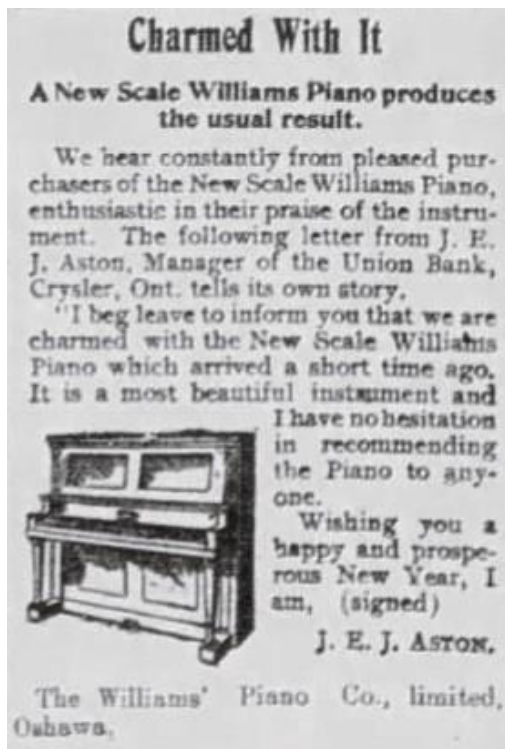 Charmed With It
A New Scale Williams Piano produces
the usual result.
We hear constantly from pleased pur-
chasers of the New Scale Williams Piano,
enthusiastic in their praise of the instru-
ment. The following letter from J. E.
J. Aston, Manager of the Union Bank,
Crysler, Ont. tells its own story.
"I beg leave to inform you that we are
charmed with the New Scale Williams
Piano which arrived a short time ago.
It is a most beautiful instrument and
I have no hesitation
in recommending
the Piano to any-
one.
Wishing you a
happy and prospe-
rous New Year, I
am, (signed)
J. E. J. Aston.
The Williams' Piano Co., limited,
Oshawa.